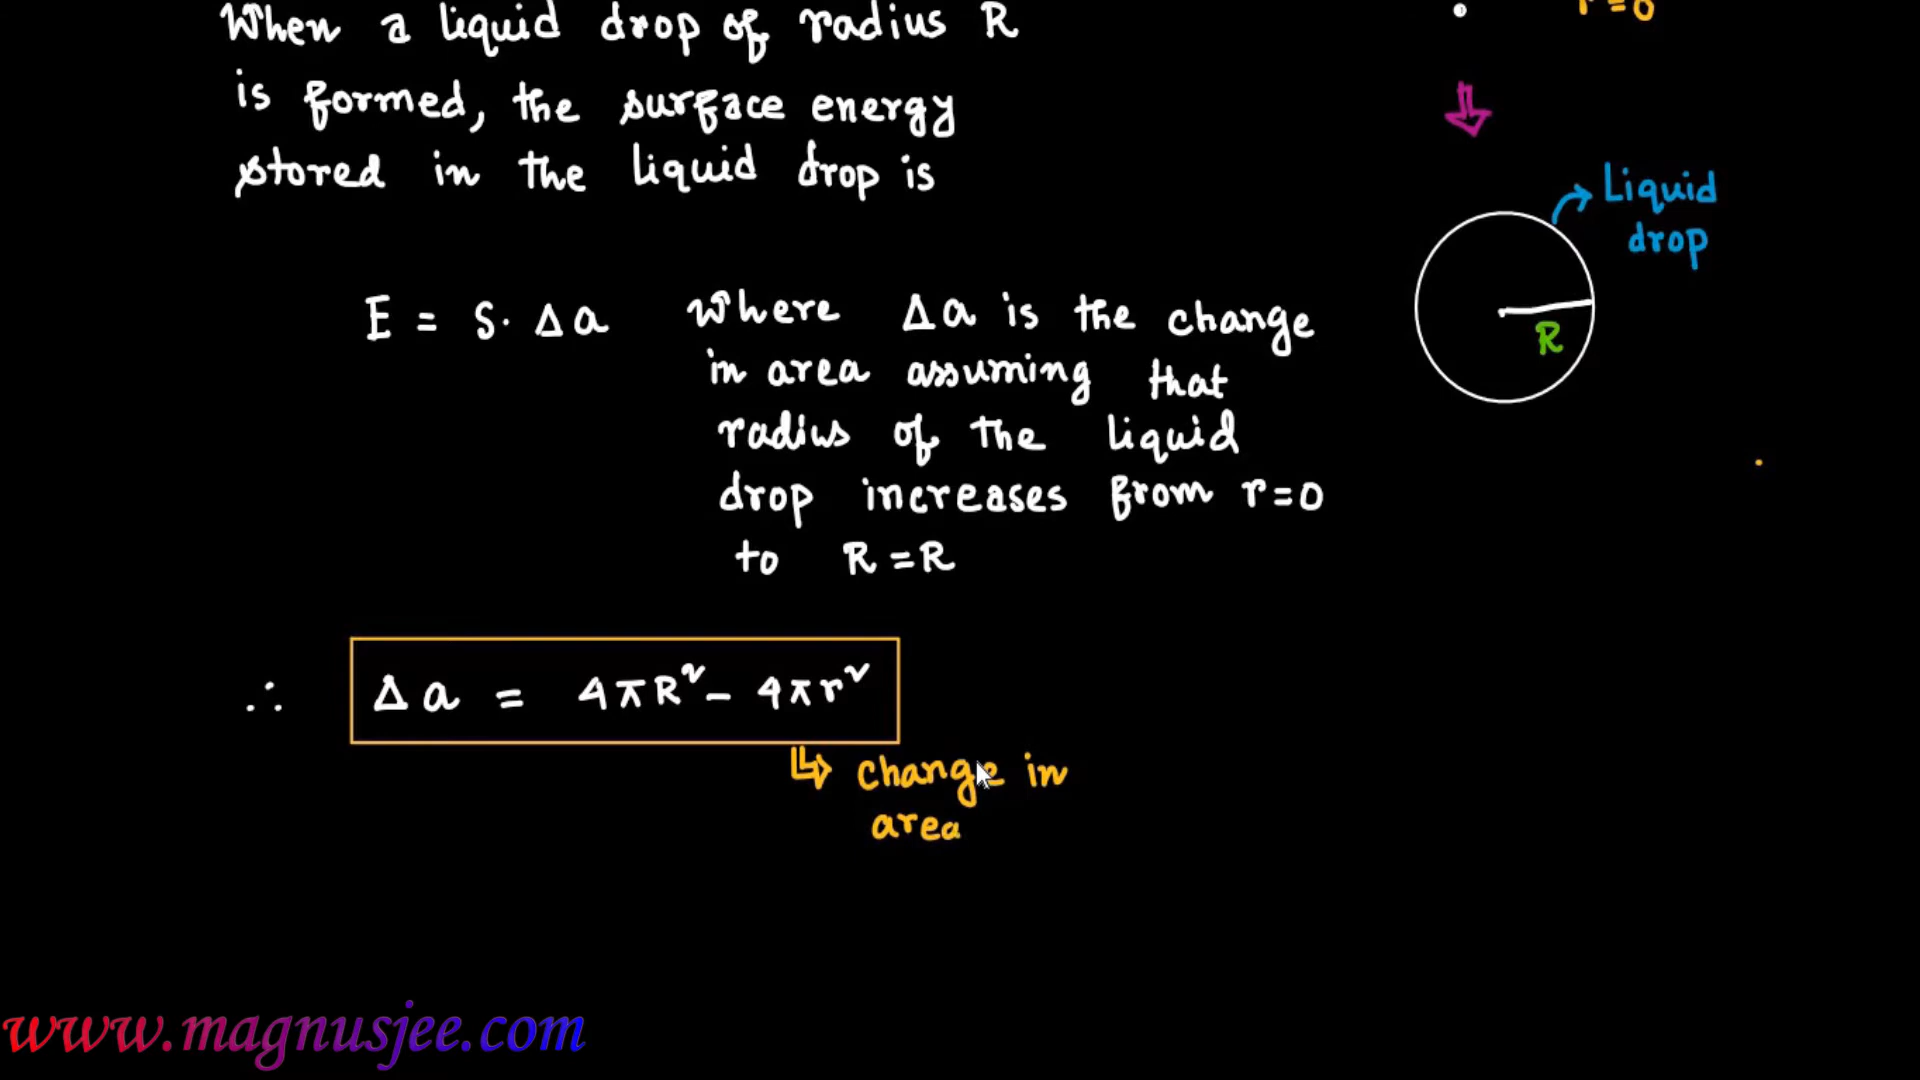 When a liquid drop of radius R
is formed, the surface energy
stored in the liquid drop is
r=0
Liquid
drop
R
E = S. Δa where Δa is the change
in area assuming that
radius of the liquid
drop increases from r=0
to R=R
∴ Δa = 4πR² - 4πr²
↳ change in
area
www.magnusjee.com